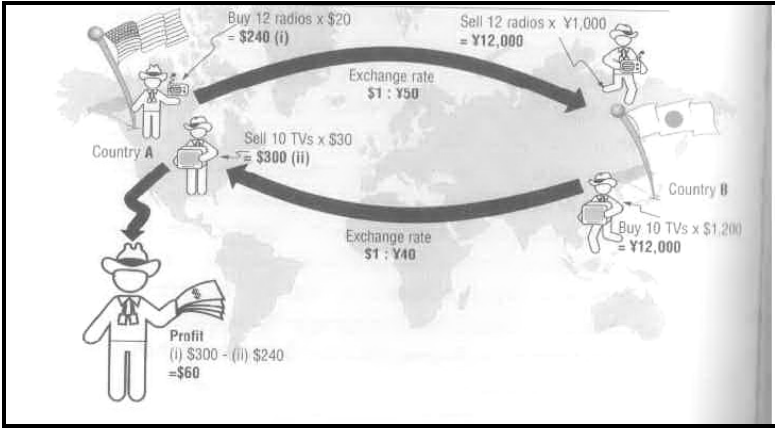 Buy 12 radios x $20
= $240 (i)
Sell 12 radios x ¥1,000
= ¥12,000
Exchange rate
$1 : ¥50
Country A
Sell 10 TVs x $30
= $300 (ii)
Country B
Buy 10 TVs x $1,200
= ¥12,000
Exchange rate
$1 : ¥40
$
Profit
(i) $300 - (ii) $240
=$60